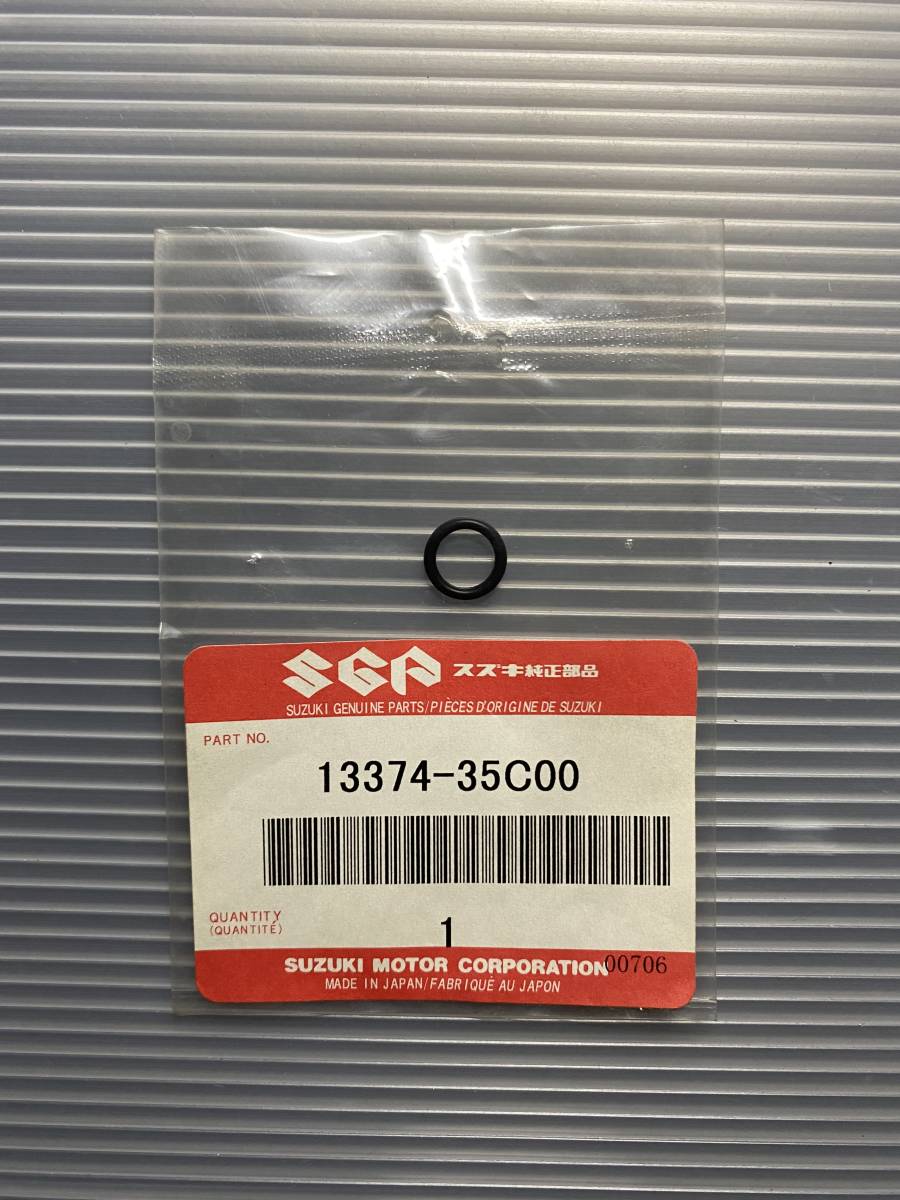 SGP スズキ純正部品
SUZUKI GENUINE PARTS/PIÈCES D'ORIGINE DE SUZUKI
PART NO.
13374-35C00
QUANTITY
(QUANTITÉ)
1
SUZUKI MOTOR CORPORATION 00706
MADE IN JAPAN/FABRIQUÉ AU JAPON